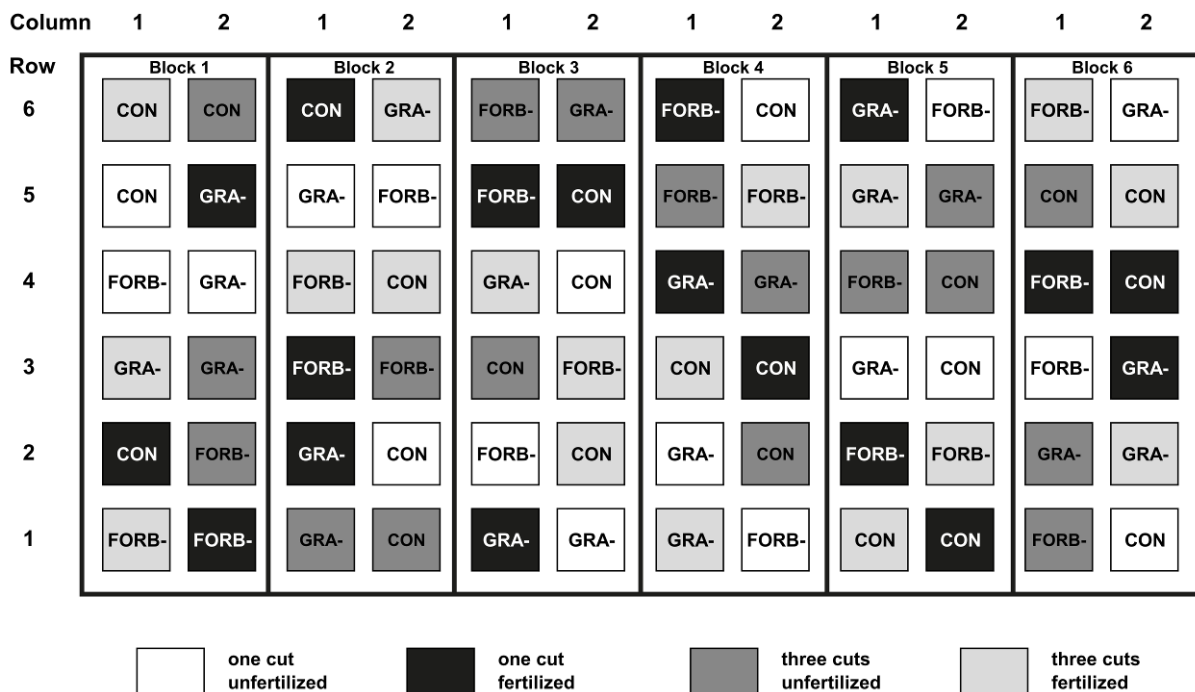 Column 1 2 1 2 1 2 1 2 1 2 1 2
Row Block 1 Block 2 Block 3 Block 4 Block 5 Block 6
6 CON CON CON GRA- FORB- GRA- FORB- CON GRA- FORB- FORB- GRA-
5 CON GRA- GRA- FORB- FORB- CON FORB- FORB- GRA- GRA- CON CON
4 FORB- GRA- FORB- CON GRA- CON GRA- GRA- FORB- CON FORB- CON
3 GRA- GRA- FORB- FORB- CON FORB- CON CON GRA- CON FORB- GRA-
2 CON FORB- GRA- CON FORB- CON GRA- CON FORB- FORB- GRA- GRA-
1 FORB- FORB- GRA- CON GRA- GRA- GRA- FORB- CON CON FORB- CON
one cut one cut three cuts three cuts
unfertilized fertilized unfertilized fertilized